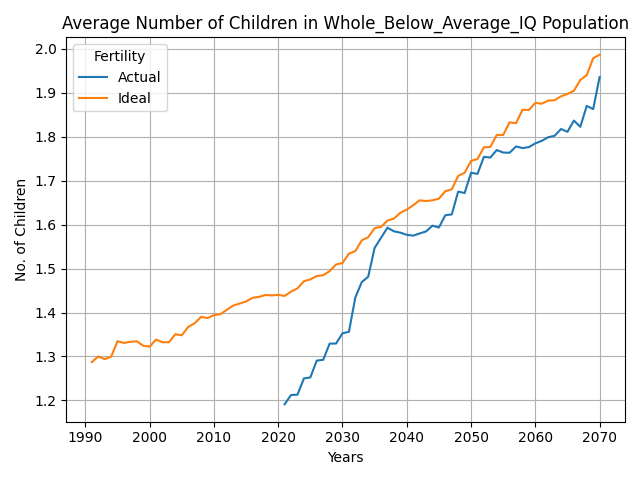 Average Number of Children in Whole_Below_Average_IQ Population
Fertility
Actual
Ideal
No. of Children
2.0
1.9
1.8
1.7
1.6
1.5
1.4
1.3
1.2
1990 2000 2010 2020 2030 2040 2050 2060 2070
Years